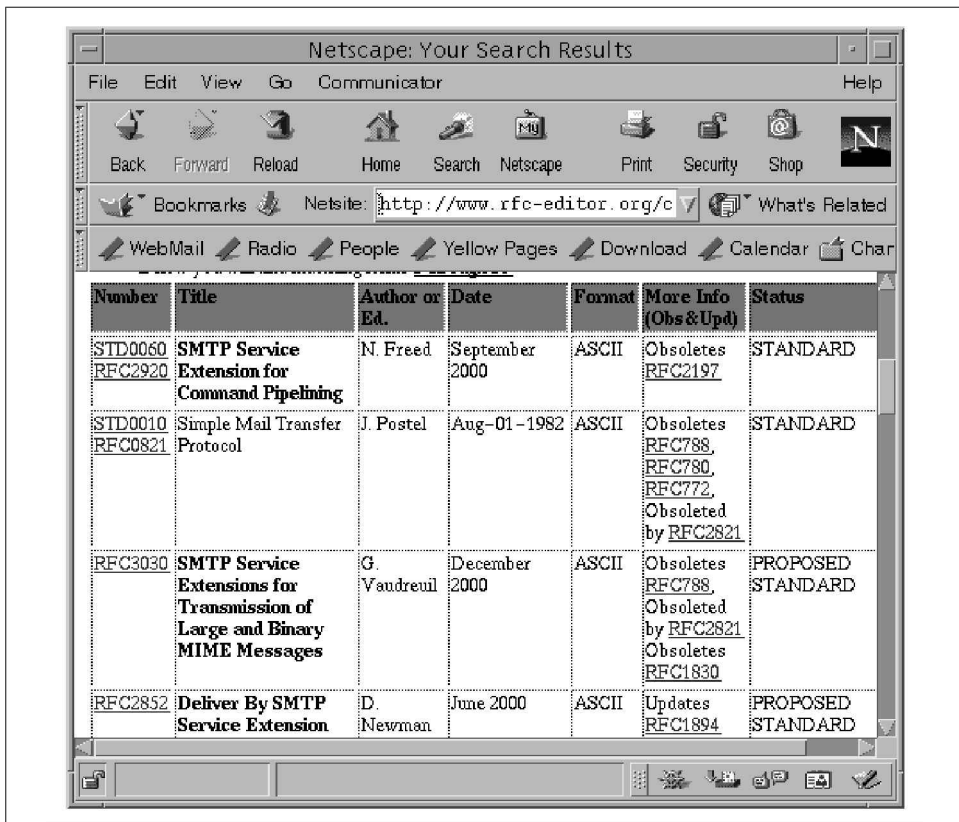 Netscape: Your Search Results
File Edit View Go Communicator Help
Back Forward Reload Home Search Netscape Print Security Shop
My
N
Bookmarks Netsite: http://www.rfc-editor.org/c What's Related
WebMail Radio People Yellow Pages Download Calendar Chan
Number Title Author or Ed. Date Format More Info (Obs&Upd) Status
STD0060 RFC2920 SMTP Service Extension for Command Pipelining N. Freed September 2000 ASCII Obsoletes RFC2197 STANDARD
STD0010 RFC0821 Simple Mail Transfer Protocol J. Postel Aug-01-1982 ASCII Obsoletes RFC788, RFC780, RFC772, Obsoleted by RFC2821 STANDARD
RFC3030 SMTP Service Extensions for Transmission of Large and Binary MIME Messages G. Vaudreuil December 2000 ASCII Obsoletes RFC788, Obsoleted by RFC2821 Obsoletes RFC1830 PROPOSED STANDARD
RFC2852 Deliver By SMTP Service Extension D. Newman June 2000 ASCII Updates RFC1894 PROPOSED STANDARD